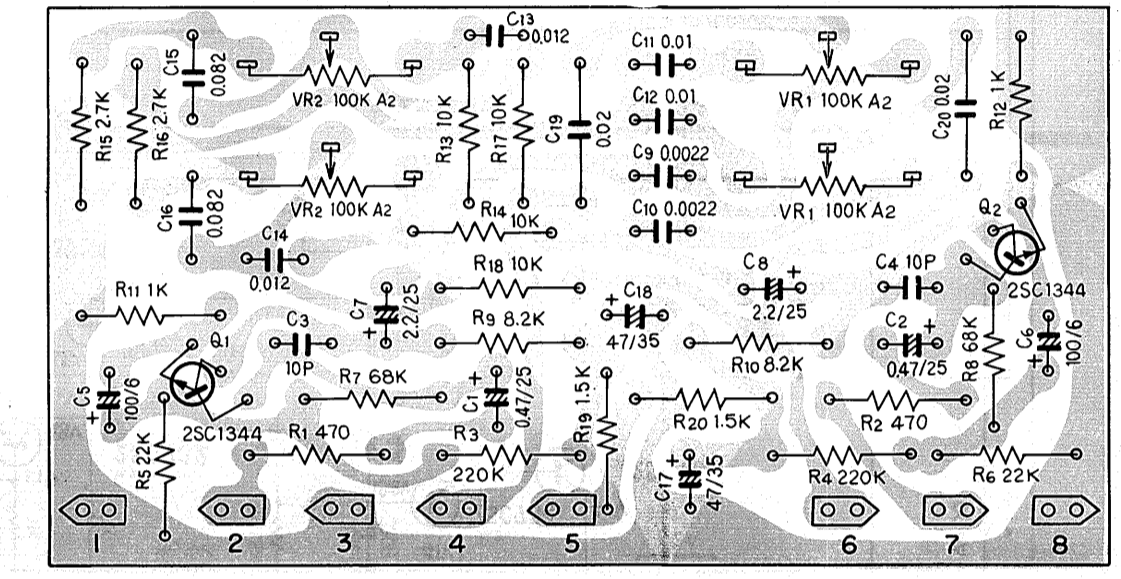 C13
0.012
C15
0.082
C11 0.01
C20 0.02
R12 1K
R15 2.7K
R16 2.7K
VR2 100K A2
R13 10K
R17 10K
C19
0.02
C12 0.01
VR1 100K A2
C9 0.0022
C16
0.082
VR2 100K A2
R14
10K
C10 0.0022
VR1 100K A2
Q2
C14
0.012
R18 10K
C8
+
2.2/25
C4 10P
2SC1344
R11 1K
C7
+
2.2/25
R9 8.2K
+
C18
47/35
C3
10P
Q1
R10 8.2K
C2
+
0.47/25
R8 68K
C6
+
100/6
C5
+
100/6
R7 68K
C1
+
0.47/25
R19 1.5K
R20 1.5K
R2 470
2SC1344
R5 22K
R1 470
R3
220K
C17
+
47/35
R4 220K
R6 22K
1 2 3 4 5 6 7 8